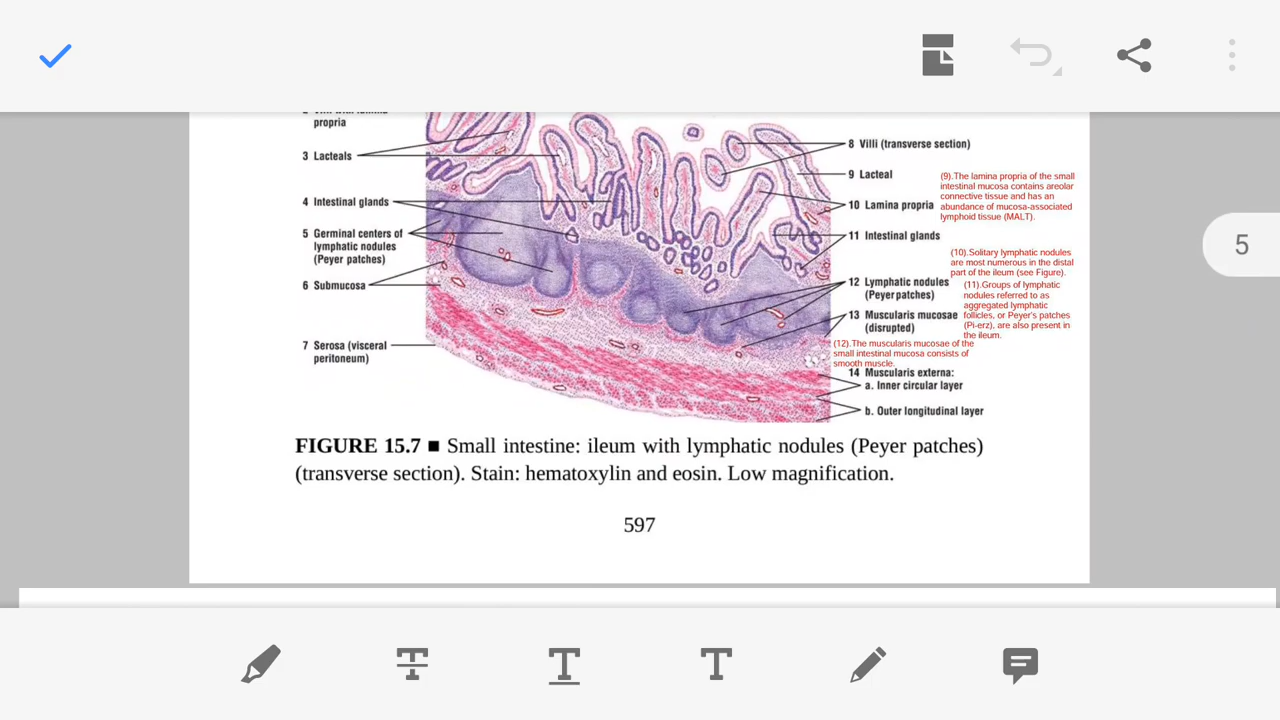 propria
3 Lacteals
4 Intestinal glands
5 Germinal centers of
lymphatic nodules
(Peyer patches)
6 Submucosa
7 Serosa (visceral
peritoneum)
8 Villi (transverse section)
9 Lacteal
10 Lamina propria
11 Intestinal glands
12 Lymphatic nodules
(Peyer patches)
13 Muscularis mucosae
(disrupted)
14 Muscularis externa:
a. Inner circular layer
b. Outer longitudinal layer
(9).The lamina propria of the small
intestinal mucosa contains areolar
connective tissue and has an
abundance of mucosa-associated
lymphoid tissue (MALT).
(10).Solitary lymphatic nodules
are most numerous in the distal
part of the ileum (see Figure).
(11).Groups of lymphatic
nodules referred to as
aggregated lymphatic
follicles, or Peyer's patches
(Pi-erz), are also present in
the ileum.
(12).The muscularis mucosae of the
small intestinal mucosa consists of
smooth muscle.
FIGURE 15.7 ■ Small intestine: ileum with lymphatic nodules (Peyer patches)
(transverse section). Stain: hematoxylin and eosin. Low magnification.
597
5